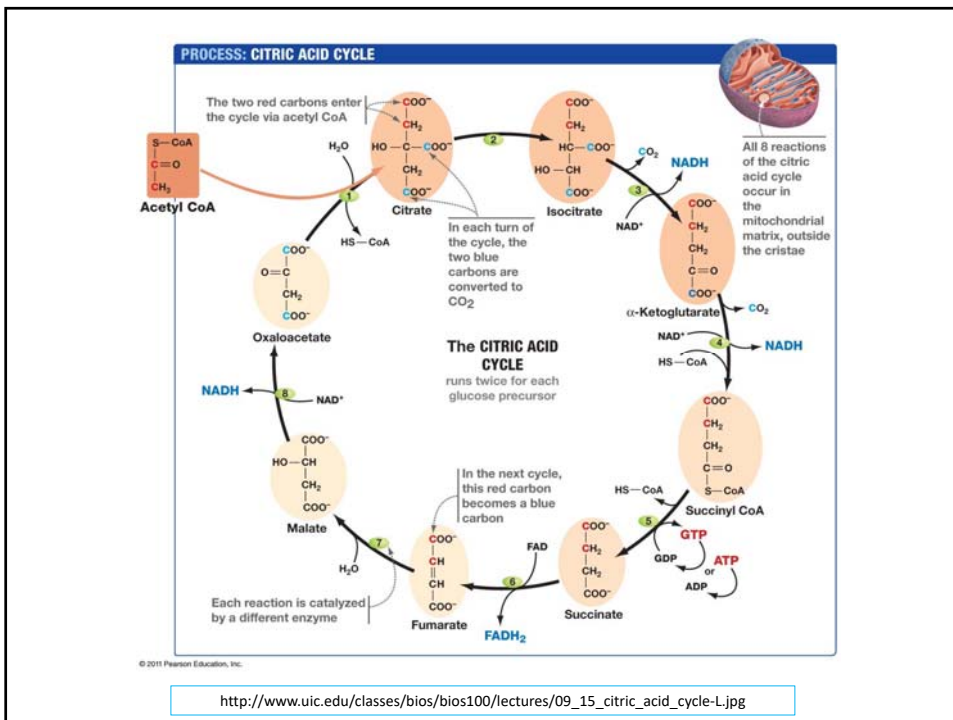 PROCESS: CITRIC ACID CYCLE
The two red carbons enter
the cycle via acetyl CoA
S—CoA
C=O
CH3
Acetyl CoA
H2O
1
HS—CoA
COO–
CH2
HO—C—COO–
CH2
COO–
Citrate
2
COO–
CH2
HC—COO–
HO—CH
COO–
Isocitrate
CO2
NADH
3
NAD+
All 8 reactions
of the citric
acid cycle
occur in
the
mitochondrial
matrix, outside
the cristae
In each turn of
the cycle, the
two blue
carbons are
converted to
CO2
COO–
CH2
CH2
C=O
COO–
α-Ketoglutarate
CO2
NAD+
4
NADH
HS—CoA
COO–
O=C
CH2
COO–
Oxaloacetate
The CITRIC ACID
CYCLE
runs twice for each
glucose precursor
NADH
8
NAD+
COO–
CH2
CH2
C=O
S—CoA
Succinyl CoA
HS—CoA
5
GTP
GDP
or
ATP
ADP
COO–
HO—CH
CH2
COO–
Malate
In the next cycle,
this red carbon
becomes a blue
carbon
COO–
CH2
CH2
COO–
Succinate
FAD
6
FADH2
COO–
CH
CH
COO–
Fumarate
7
H2O
Each reaction is catalyzed
by a different enzyme
© 2011 Pearson Education, Inc.
http://www.uic.edu/classes/bios/bios100/lectures/09_15_citric_acid_cycle-L.jpg